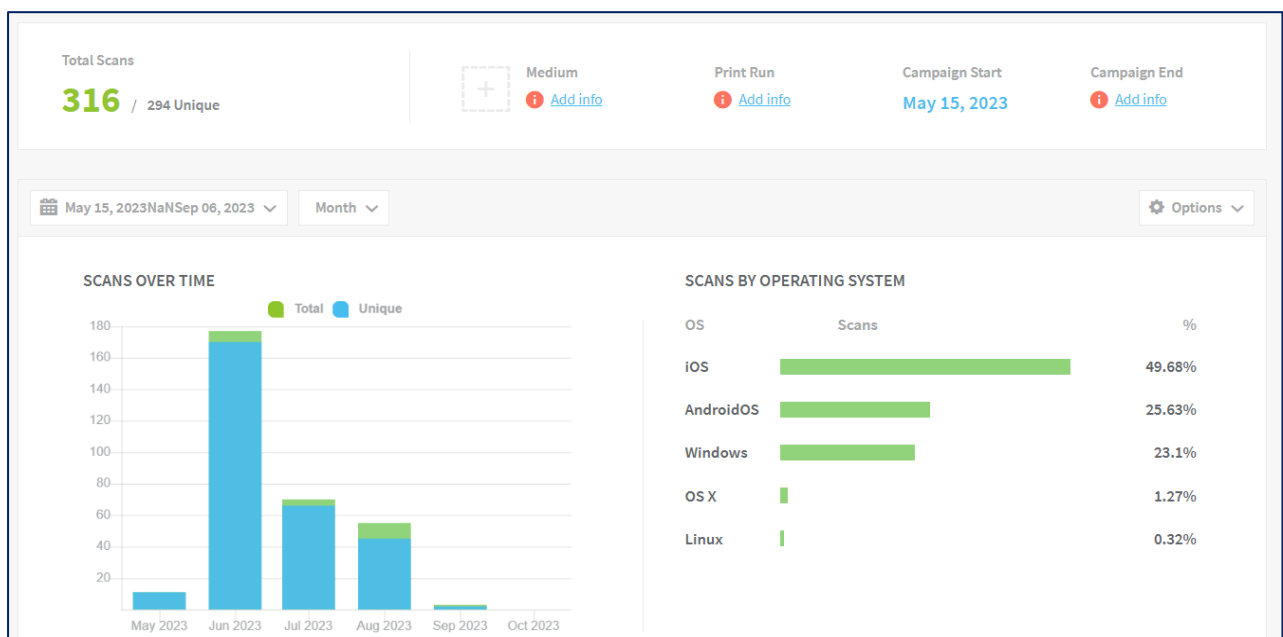 Total Scans
316 / 294 Unique
Medium
Add info
Print Run
Add info
Campaign Start
May 15, 2023
Campaign End
Add info
May 15, 2023NaNSep 06, 2023
Month
Options
SCANS OVER TIME
Total Unique
180
160
140
120
100
80
60
40
20
May 2023 Jun 2023 Jul 2023 Aug 2023 Sep 2023 Oct 2023
SCANS BY OPERATING SYSTEM
OS Scans %
iOS 49.68%
AndroidOS 25.63%
Windows 23.1%
OS X 1.27%
Linux 0.32%